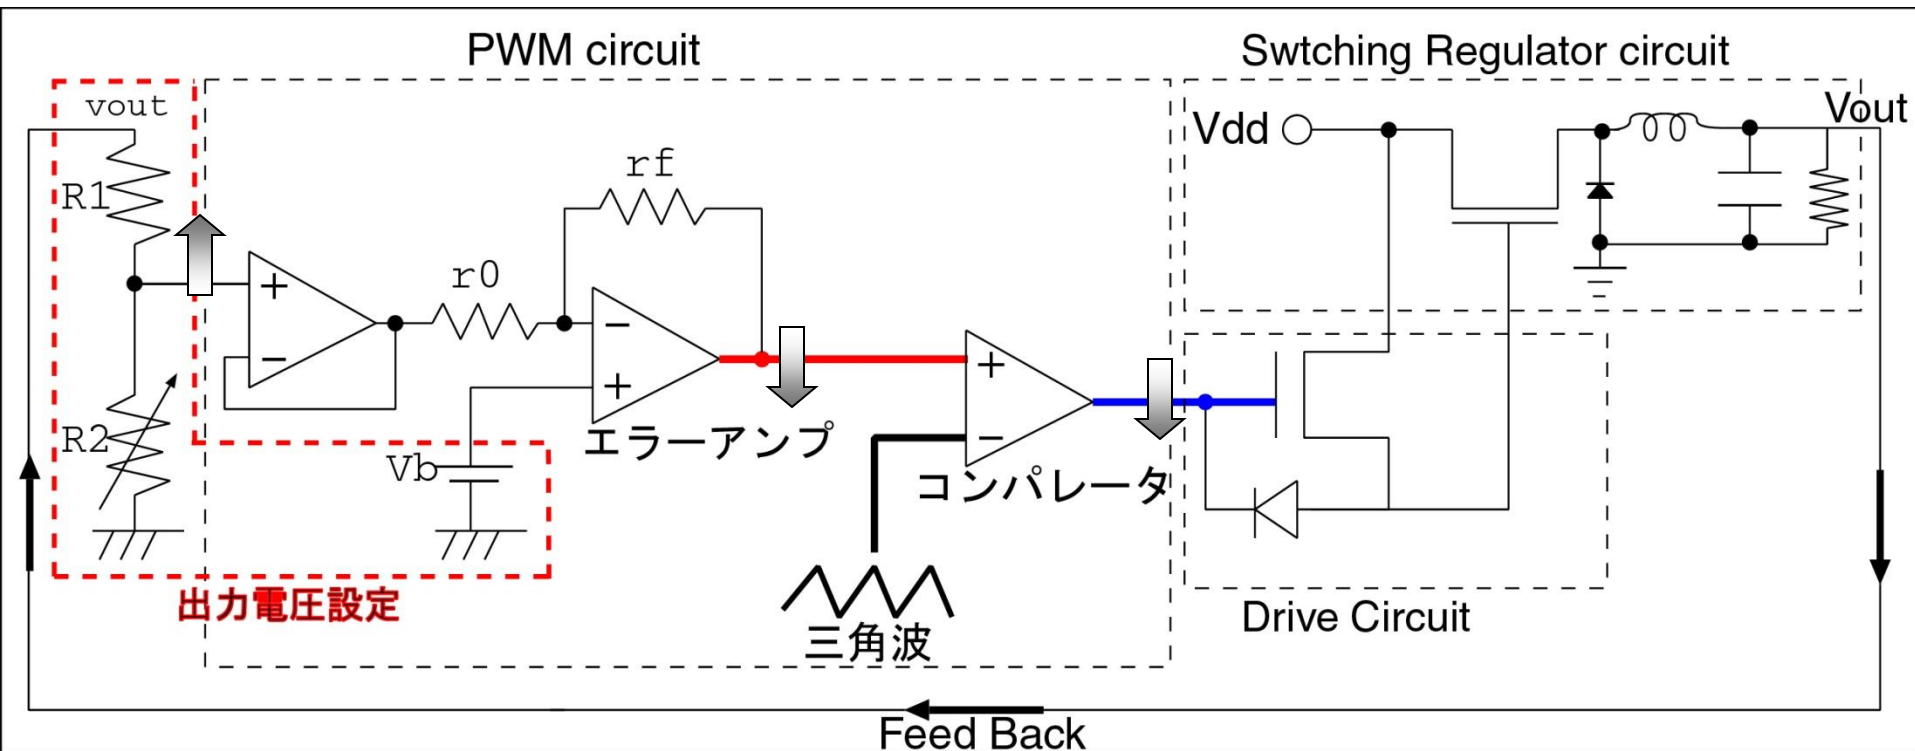 PWM circuit
Swtching Regulator circuit
vout
Vout
Vdd
rf
R1
r0
+
−
−
+
+
−
R2
エラーアンプ
Vb
コンパレータ
出力電圧設定
三角波
Drive Circuit
Feed Back